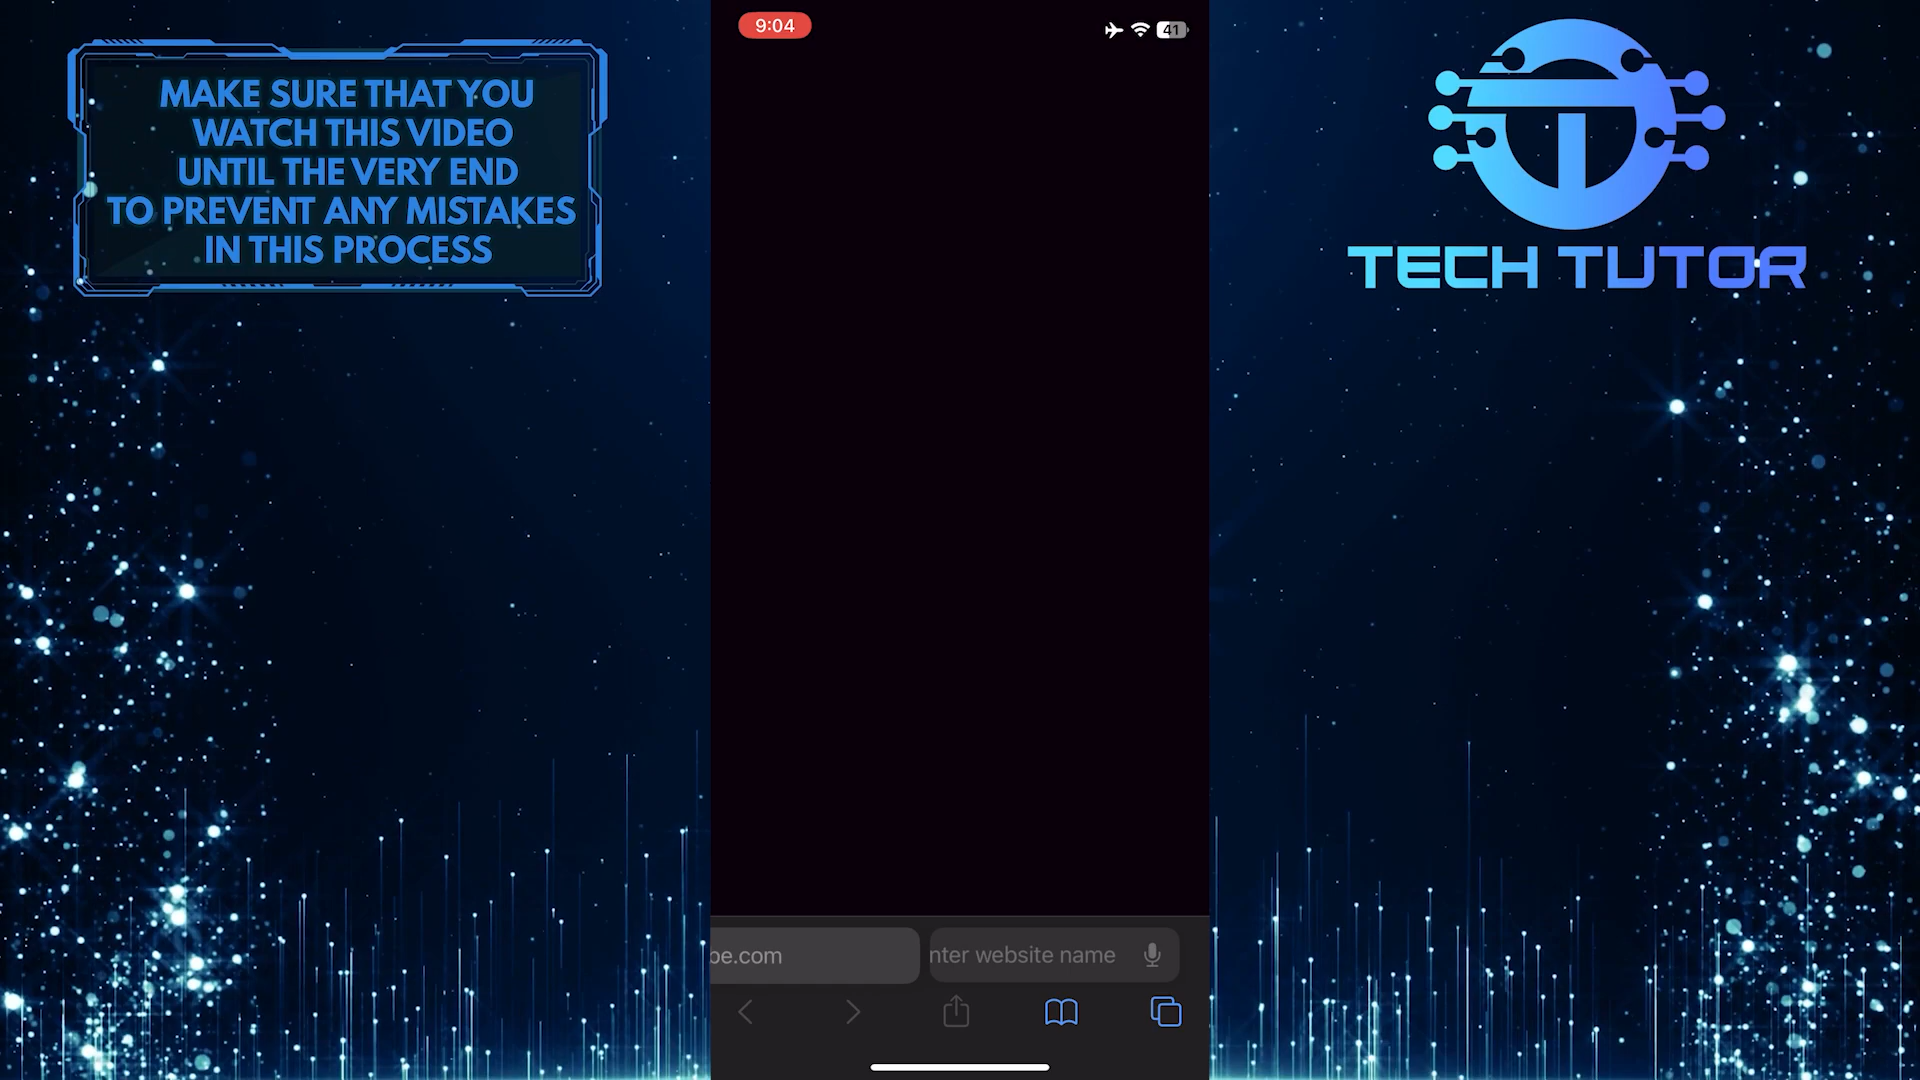 MAKE SURE THAT YOU
WATCH THIS VIDEO
UNTIL THE VERY END
TO PREVENT ANY MISTAKES
IN THIS PROCESS
9:04
41
TECH TUTOR
be.com
nter website name